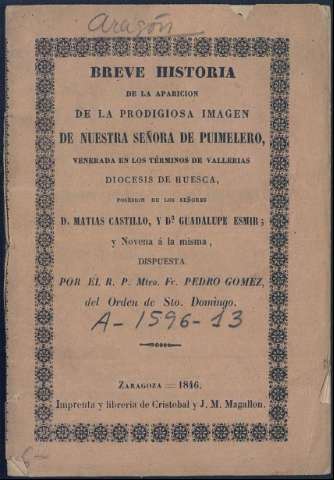 Aragón
BREVE HISTORIA
DE LA APARICION
DE LA PRODIGIOSA IMAGEN
DE NUESTRA SEÑORA DE PUIMELERO,
VENERADA EN LOS TÉRMINOS DE VALLERIAS
DIOCESIS DE HUESCA,
POSESION DE LOS SEÑORES
D. MATIAS CASTILLO, Y Dª GUADALUPE ESMIR;
y Novena á la misma,
DISPUESTA
POR EL R. P. Mtro. Fr. PEDRO GOMEZ,
del Orden de Sto. Domingo.
A-1596-13
ZARAGOZA = 1846.
Imprenta y libreria de Cristobal y J. M. Magallon.